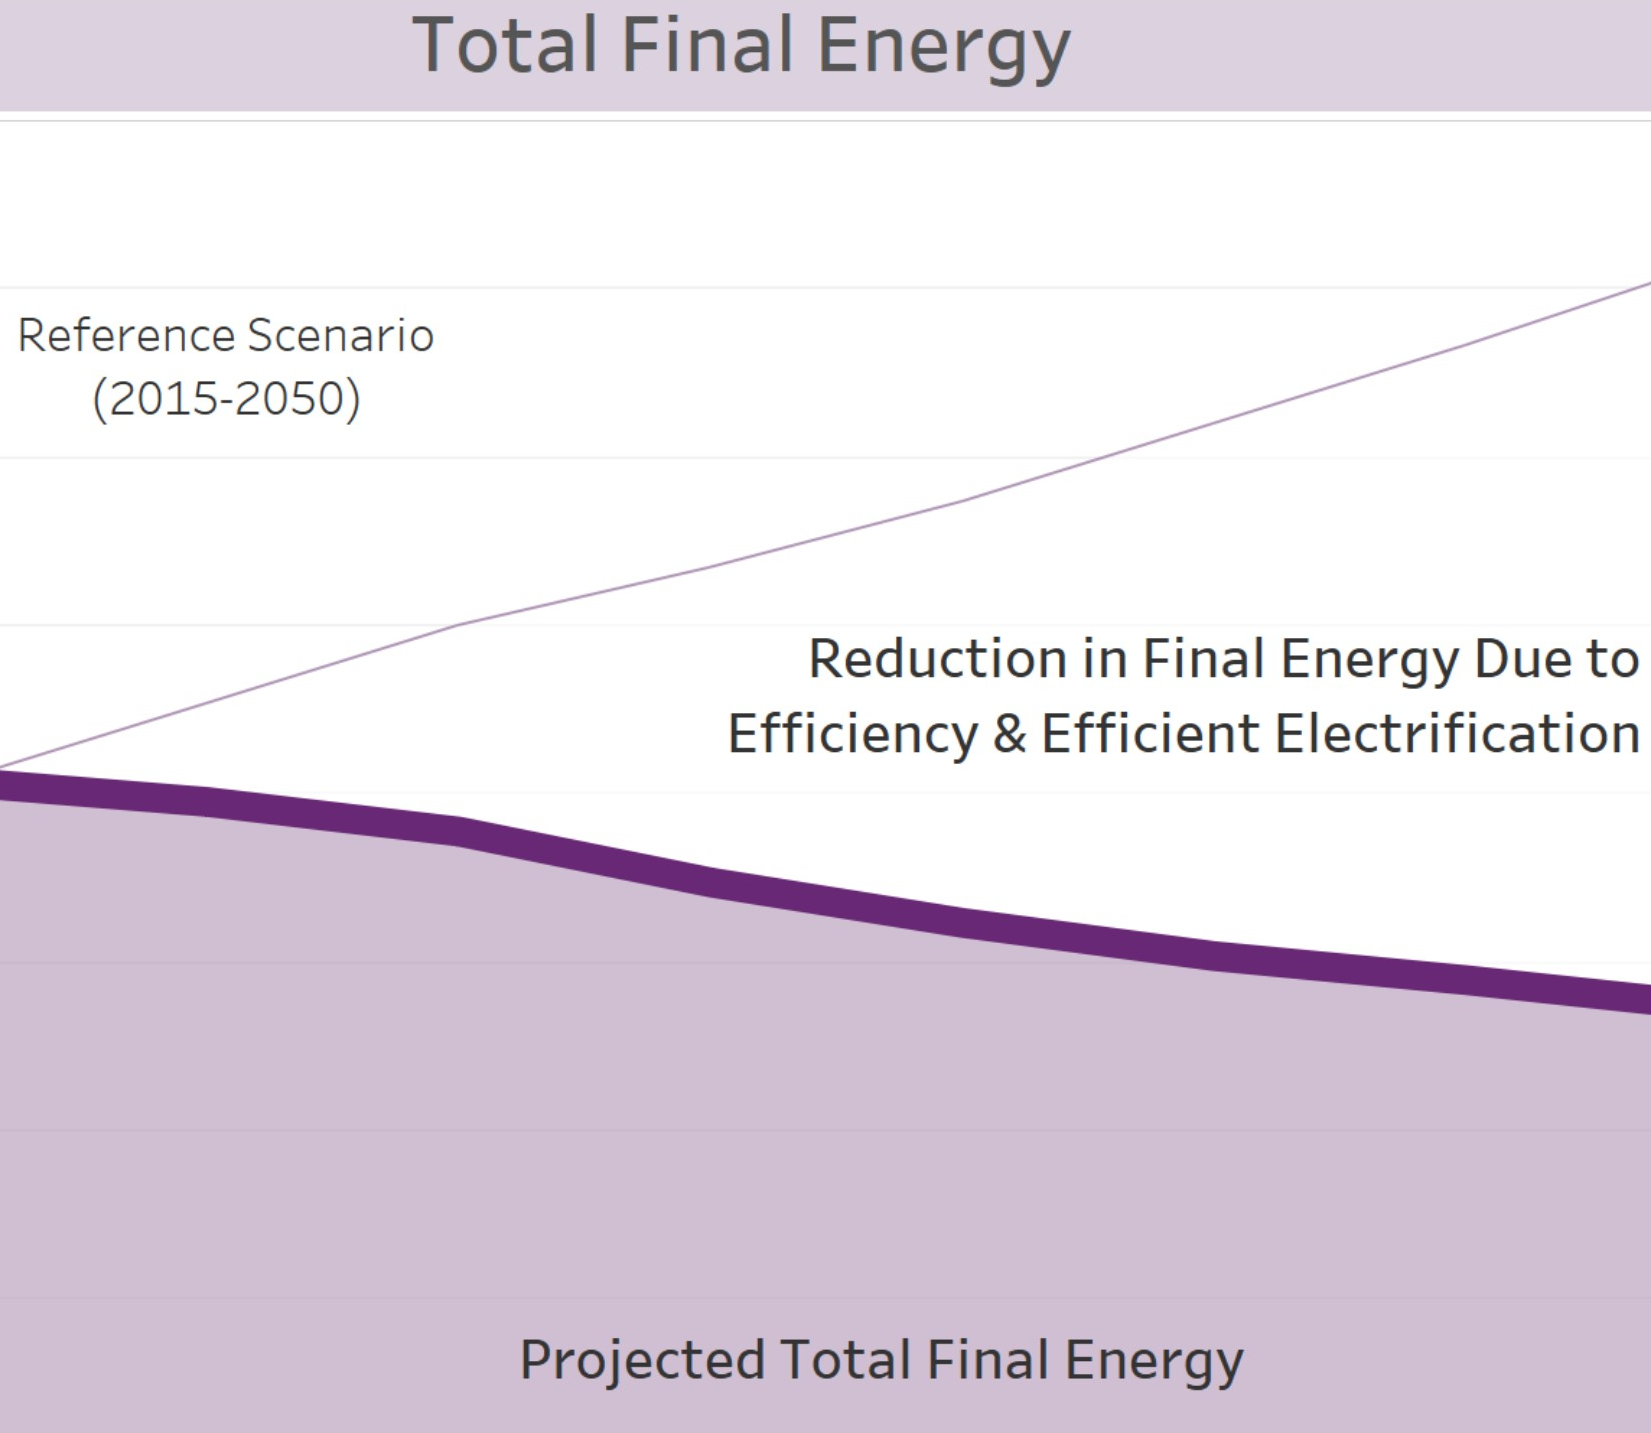 Total Final Energy
Reference Scenario
(2015-2050)
Reduction in Final Energy Due to
Efficiency & Efficient Electrification
Projected Total Final Energy